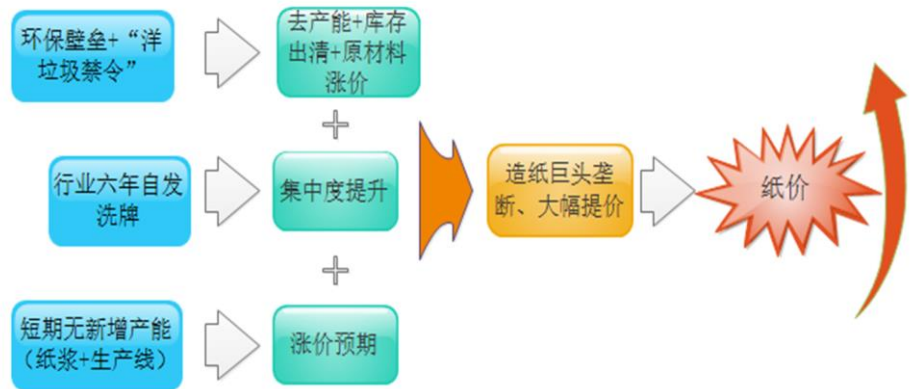 环保壁垒+“洋
垃圾禁令”
去产能+库存
出清+原材料
涨价
+
行业六年自发
洗牌
集中度提升
造纸巨头垄
断、大幅提价
纸价
+
短期无新增产能
（纸浆+生产线）
涨价预期